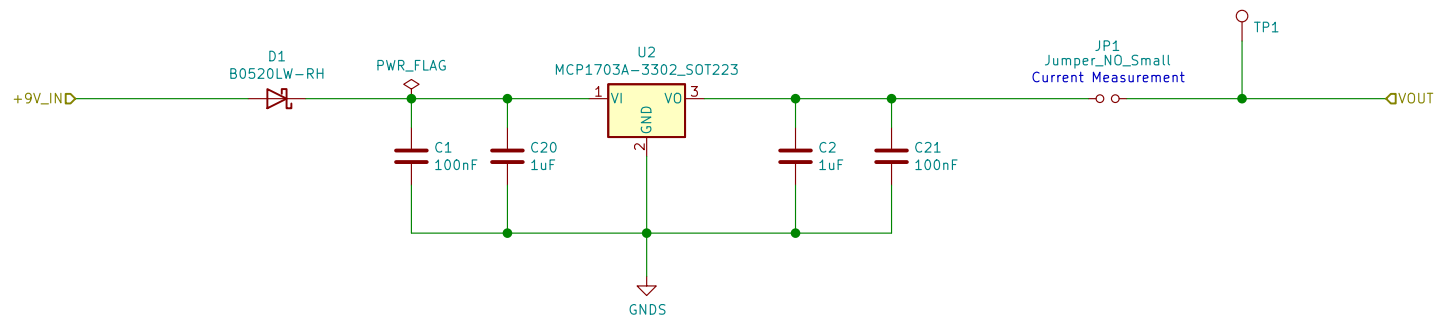 TP1
JP1
Jumper_NO_Small
Current Measurement
U2
MCP1703A-3302_SOT223
D1
B0520LW-RH
PWR_FLAG
+9V_IN
1
VI
VO
3
GND
2
VOUT
C1
100nF
C20
1uF
C2
1uF
C21
100nF
GNDS